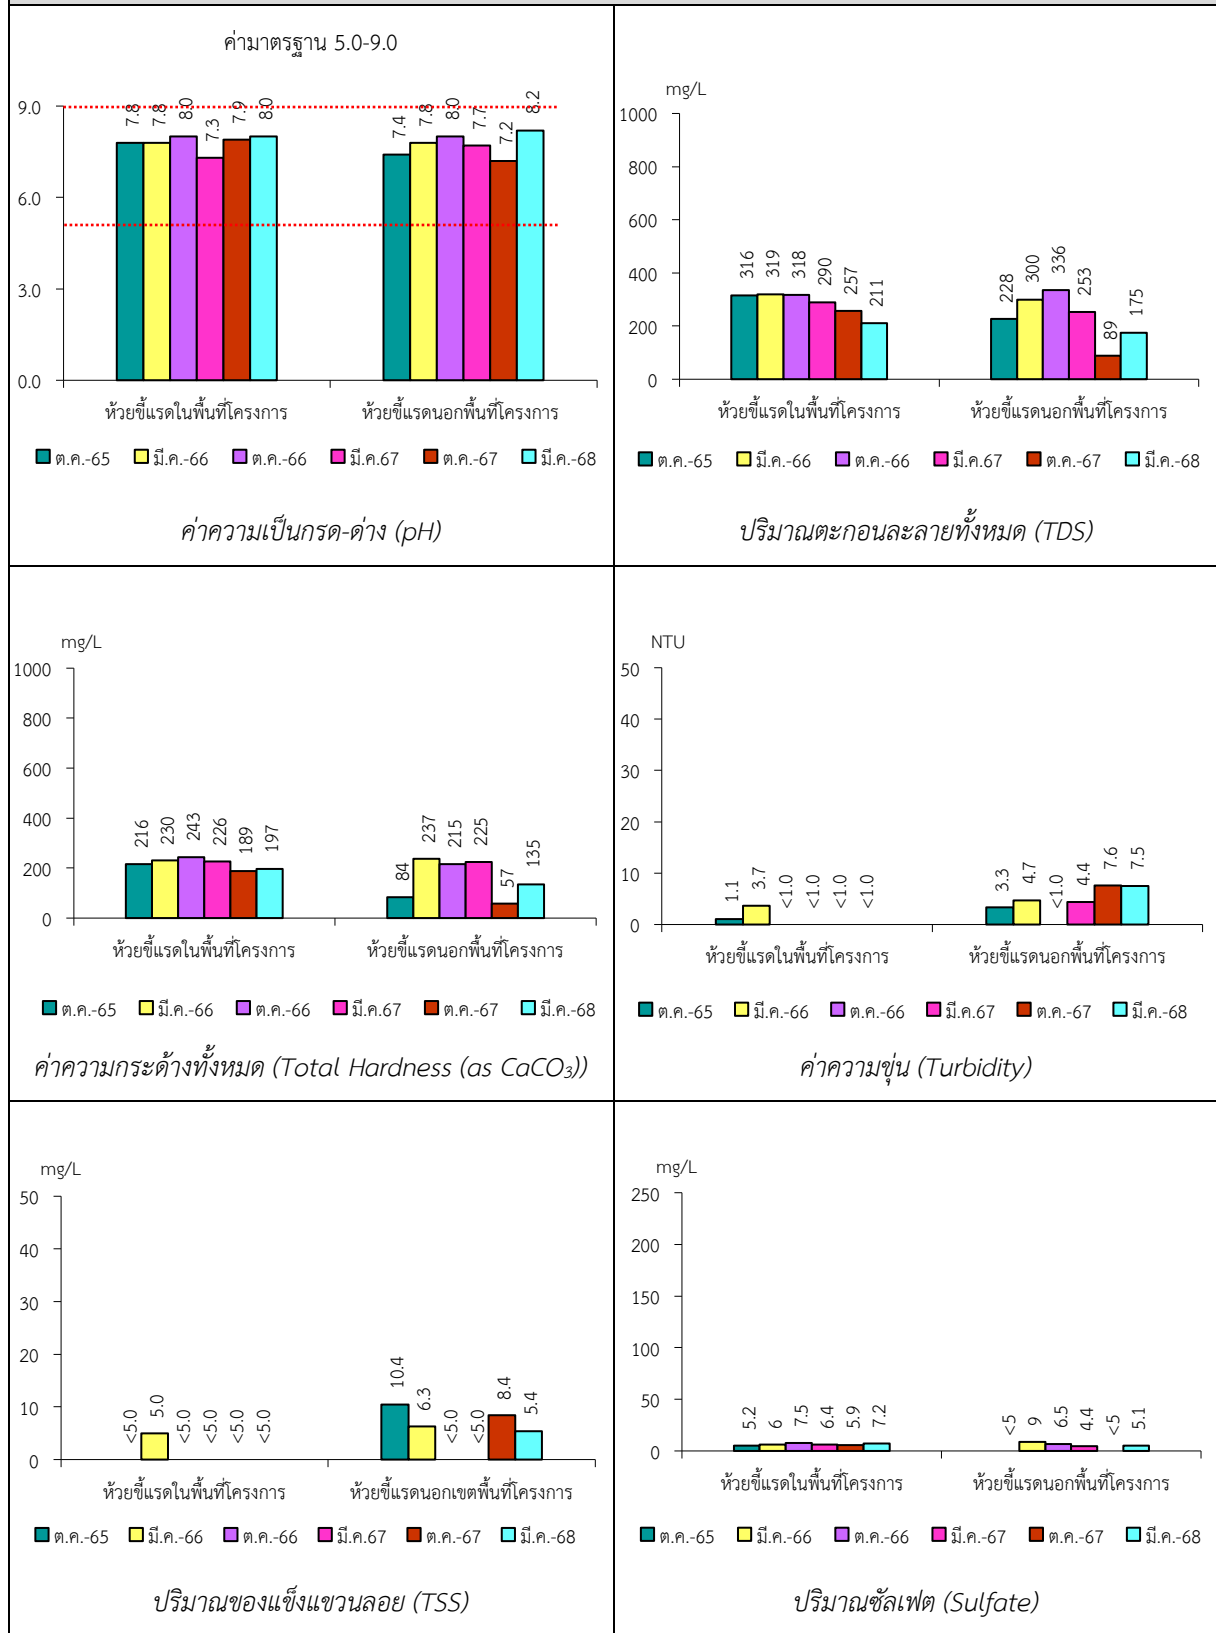 ค่ามาตรฐาน 5.0-9.0
9.0
6.0
3.0
0.0
7.8 7.8 8.0 7.3 7.9 8.0
7.4 7.8 8.0 7.7 7.2 8.2
ห้วยขี้แรดในพื้นที่โครงการ ห้วยขี้แรดนอกพื้นที่โครงการ
ต.ค.-65 มี.ค.-66 ต.ค.-66 มี.ค.67 ต.ค.-67 มี.ค.-68
ค่าความเป็นกรด-ด่าง (pH)
mg/L
1000
800
600
400
200
0
316 319 318 290 257 211
228 300 336 253 89 175
ห้วยขี้แรดในพื้นที่โครงการ ห้วยขี้แรดนอกพื้นที่โครงการ
ต.ค.-65 มี.ค.-66 ต.ค.-66 มี.ค.67 ต.ค.-67 มี.ค.-68
ปริมาณตะกอนละลายทั้งหมด (TDS)
mg/L
1000
800
600
400
200
0
216 230 243 226 189 197
84 237 215 225 57 135
ห้วยขี้แรดในพื้นที่โครงการ ห้วยขี้แรดนอกพื้นที่โครงการ
ต.ค.-65 มี.ค.-66 ต.ค.-66 มี.ค.67 ต.ค.-67 มี.ค.-68
ค่าความกระด้างทั้งหมด (Total Hardness (as CaCO₃))
NTU
50
40
30
20
10
0
1.1 3.7 <1.0 <1.0 <1.0 <1.0
3.3 4.7 <1.0 4.4 7.6 7.5
ห้วยขี้แรดในพื้นที่โครงการ ห้วยขี้แรดนอกพื้นที่โครงการ
ต.ค.-65 มี.ค.-66 ต.ค.-66 มี.ค.67 ต.ค.-67 มี.ค.-68
ค่าความขุ่น (Turbidity)
mg/L
50
40
30
20
10
0
<5.0 5.0 <5.0 <5.0 <5.0 <5.0
10.4 6.3 <5.0 <5.0 8.4 5.4
ห้วยขี้แรดในพื้นที่โครงการ ห้วยขี้แรดนอกเขตพื้นที่โครงการ
ต.ค.-65 มี.ค.-66 ต.ค.-66 มี.ค.67 ต.ค.-67 มี.ค.-68
ปริมาณของแข็งแขวนลอย (TSS)
mg/L
250
200
150
100
50
0
5.2 6 7.5 6.4 5.9 7.2
<5 9 6.5 4.4 <5 5.1
ห้วยขี้แรดในพื้นที่โครงการ ห้วยขี้แรดนอกพื้นที่โครงการ
ต.ค.-65 มี.ค.-66 ต.ค.-66 มี.ค.-67 ต.ค.-67 มี.ค.-68
ปริมาณซัลเฟต (Sulfate)